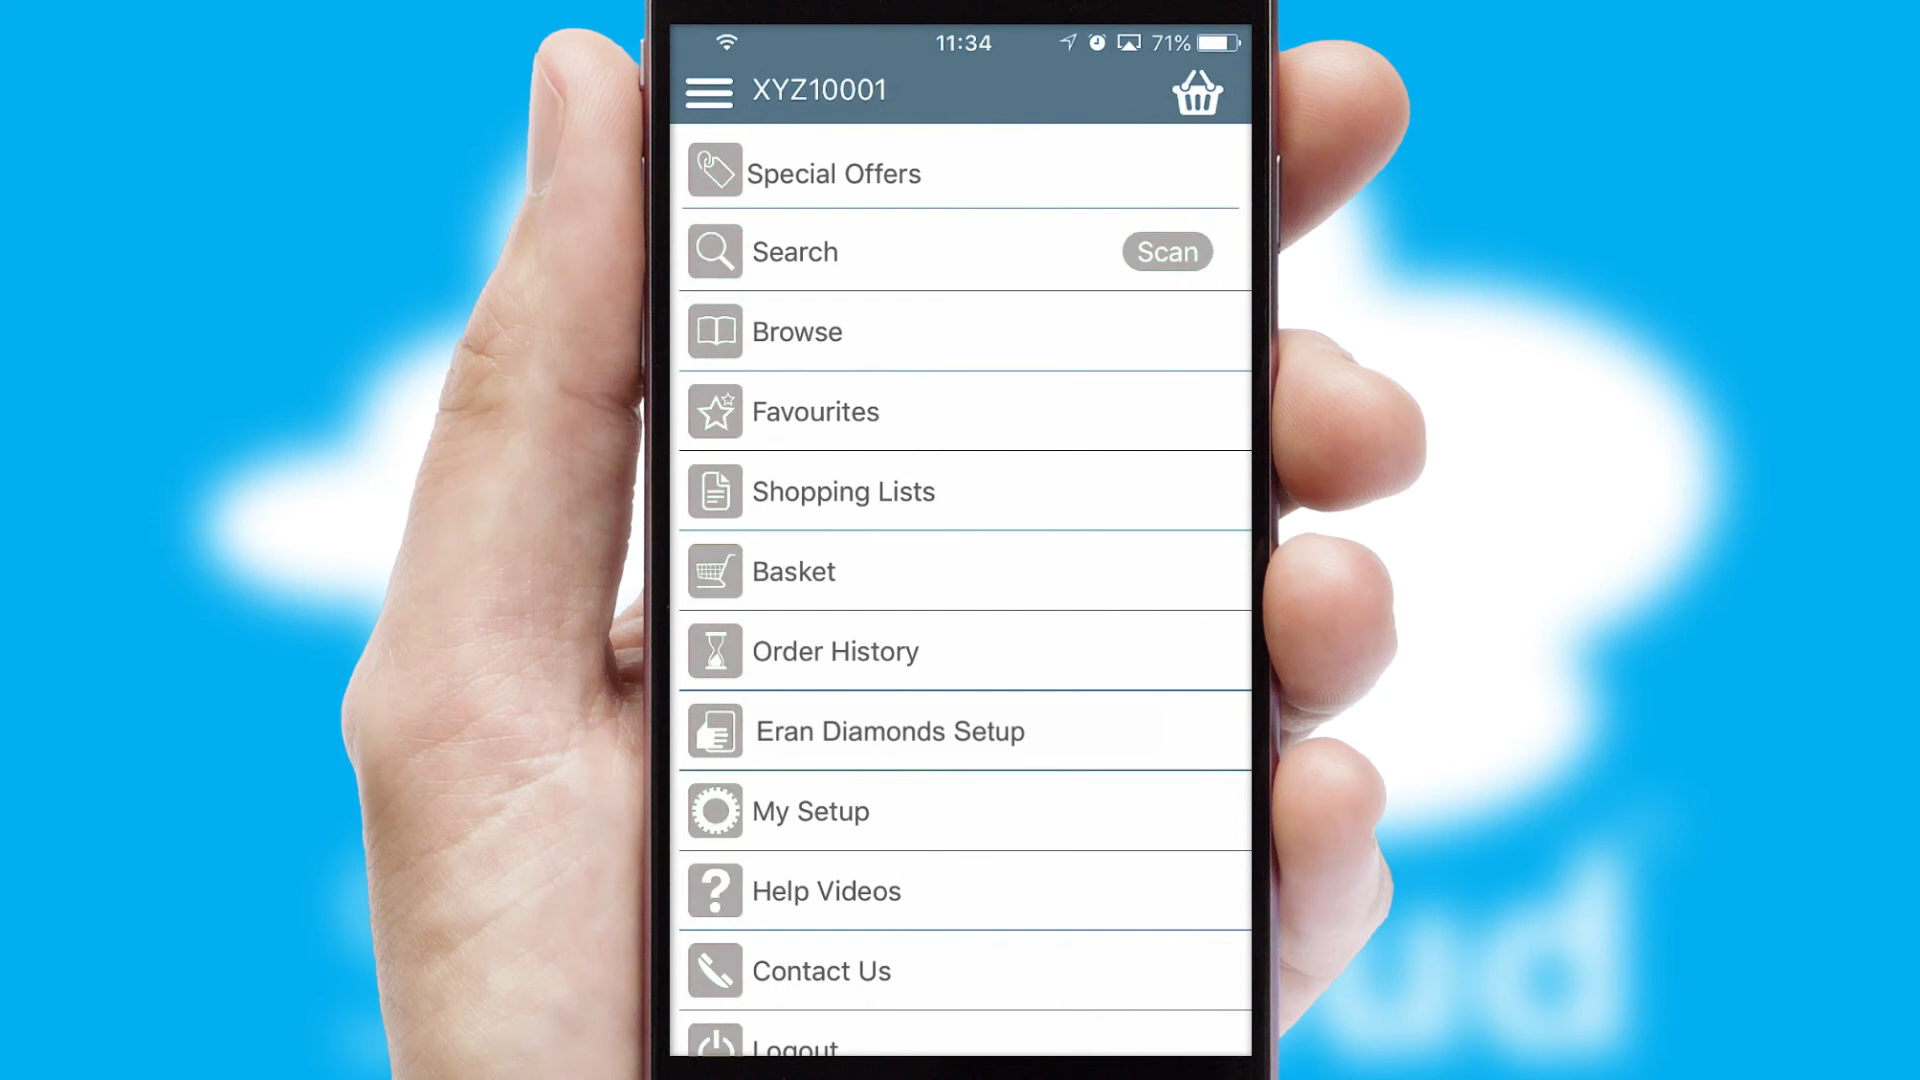 11:34 71%
XYZ10001
Special Offers
Search Scan
Browse
Favourites
Shopping Lists
Basket
Order History
Eran Diamonds Setup
My Setup
Help Videos
Contact Us
Logout
ud